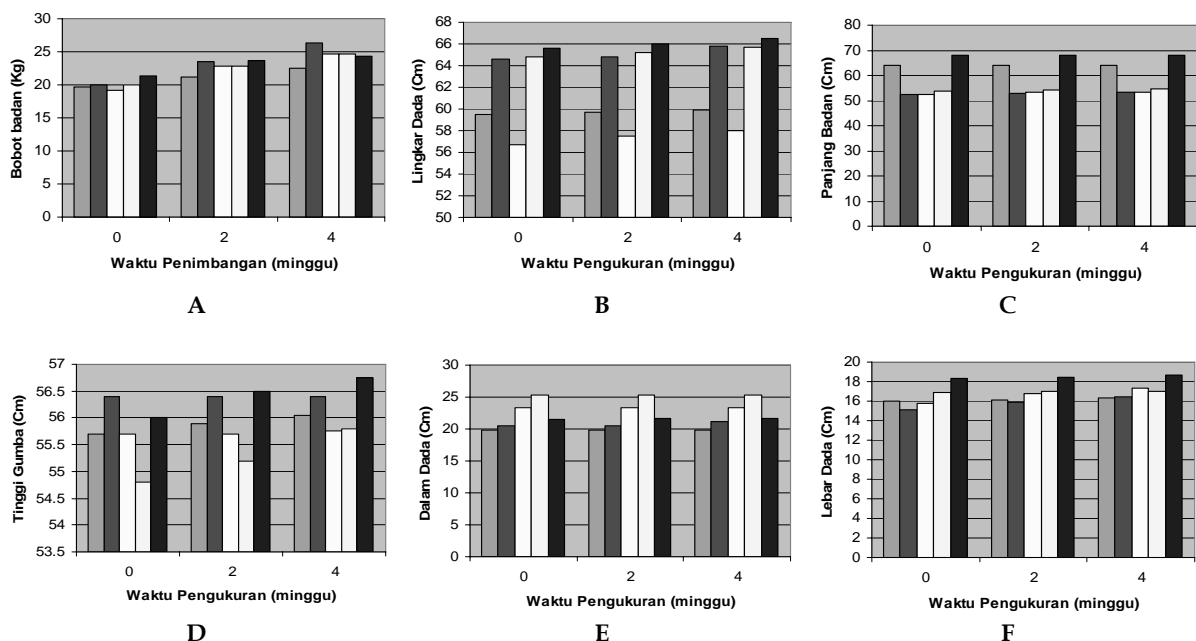 Bobot badan (Kg)
30
25
20
15
10
5
0
0 2 4
Waktu Penimbangan (minggu)
A
Lingkar Dada (Cm)
68
66
64
62
60
58
56
54
52
50
0 2 4
Waktu Pengukuran (minggu)
B
Panjang Badan (Cm)
80
70
60
50
40
30
20
10
0
0 2 4
Waktu Pengukuran (minggu)
C
Tinggi Gumba (Cm)
57
56.5
56
55.5
55
54.5
54
53.5
0 2 4
Waktu Pengukuran (minggu)
D
Dalam Dada (Cm)
30
25
20
15
10
5
0
0 2 4
Waktu Pengukuran (minggu)
E
Lebar Dada (Cm)
20
18
16
14
12
10
8
6
4
2
0
0 2 4
Waktu Pengukuran (minggu)
F